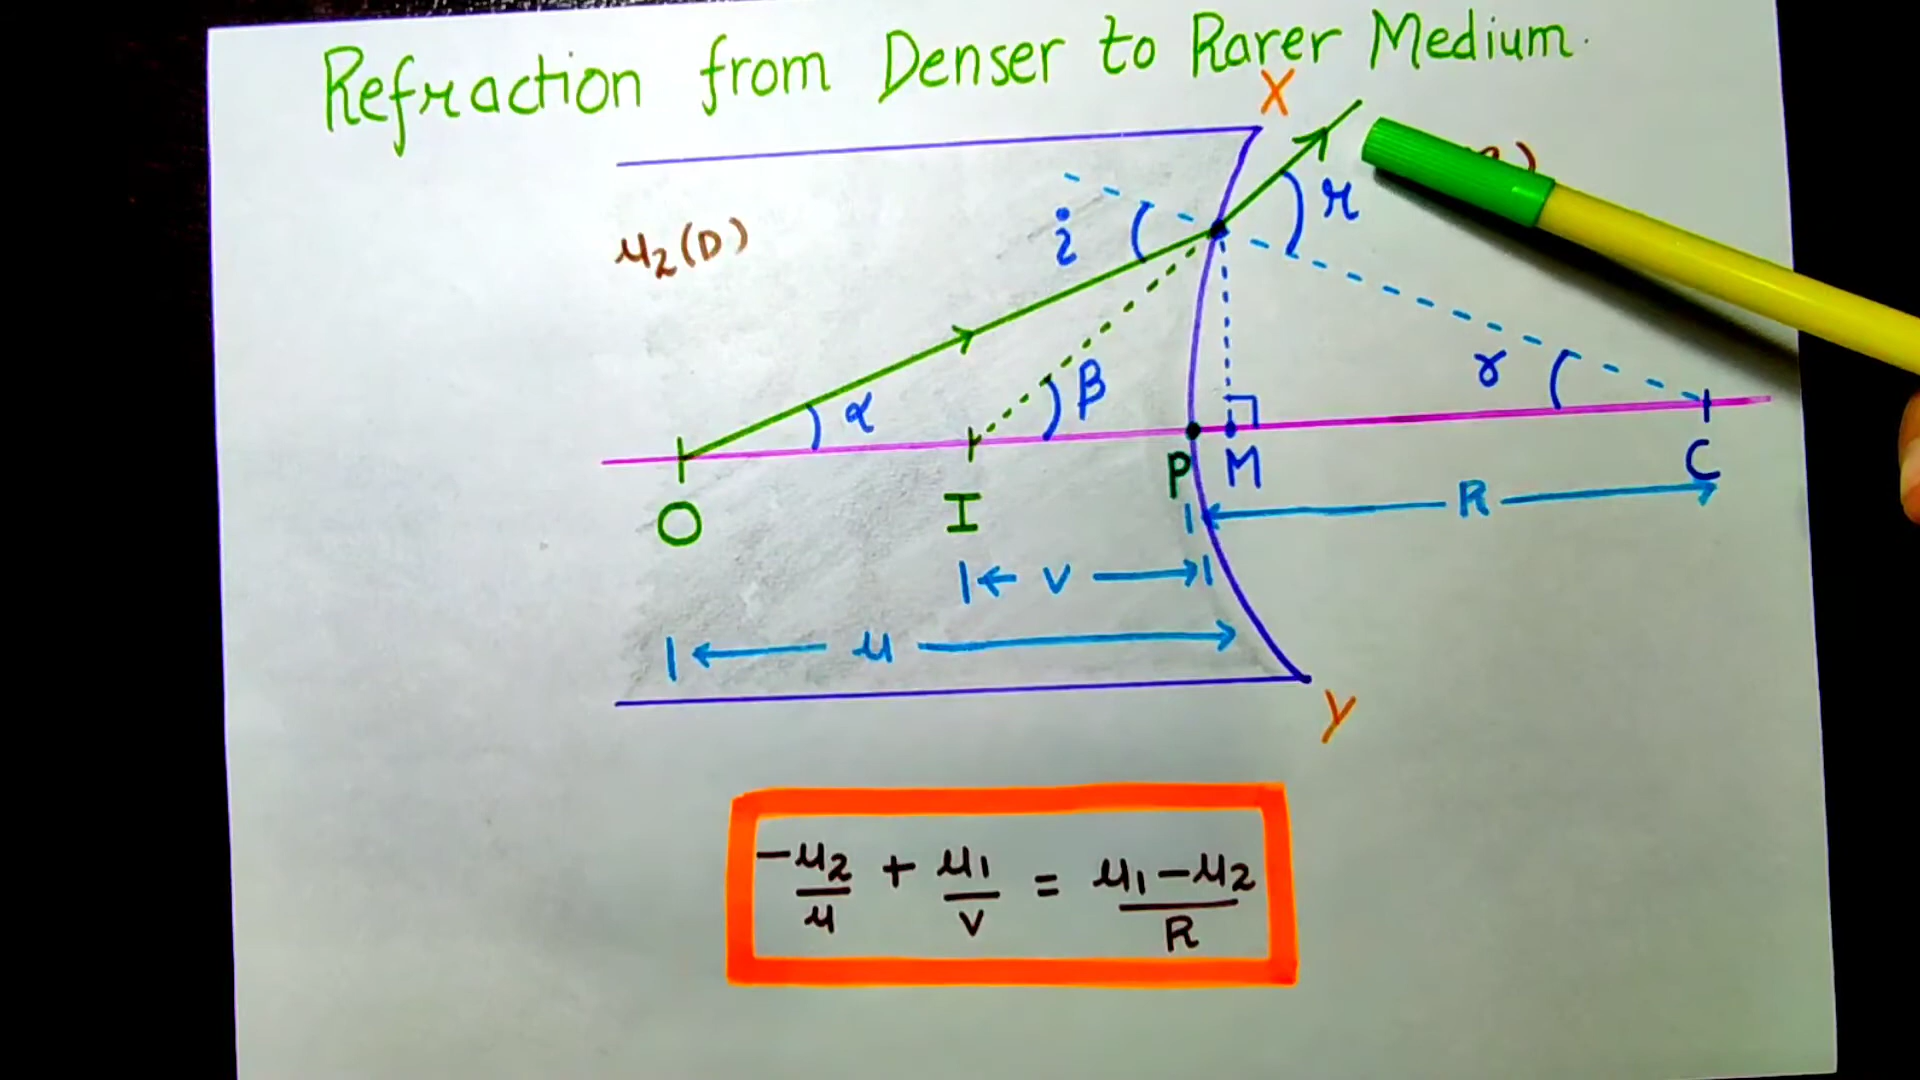 Refraction from Denser to Rarer Medium.
X
μ2(D)
i
r
α
β
γ
O
I
P
M
C
R
v
u
Y
-μ2/u + μ1/v = μ1-μ2/R